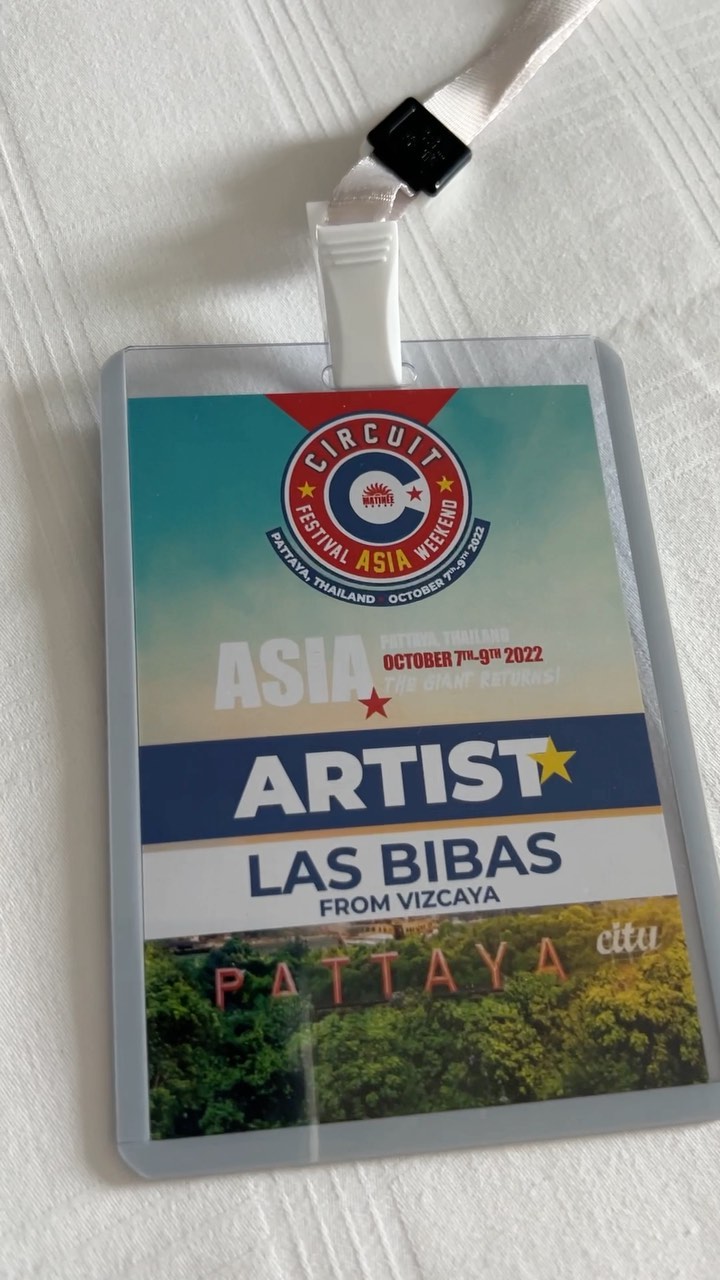 CIRCUIT
MATINÉE
FESTIVAL ASIA WEEKEND
PATTAYA, THAILAND OCTOBER 7TH-9TH 2022
ASIA
PATTAYA, THAILAND
OCTOBER 7TH-9TH 2022
THE GIANT RETURNS!
ARTIST
LAS BIBAS
FROM VIZCAYA
PATTAYA city